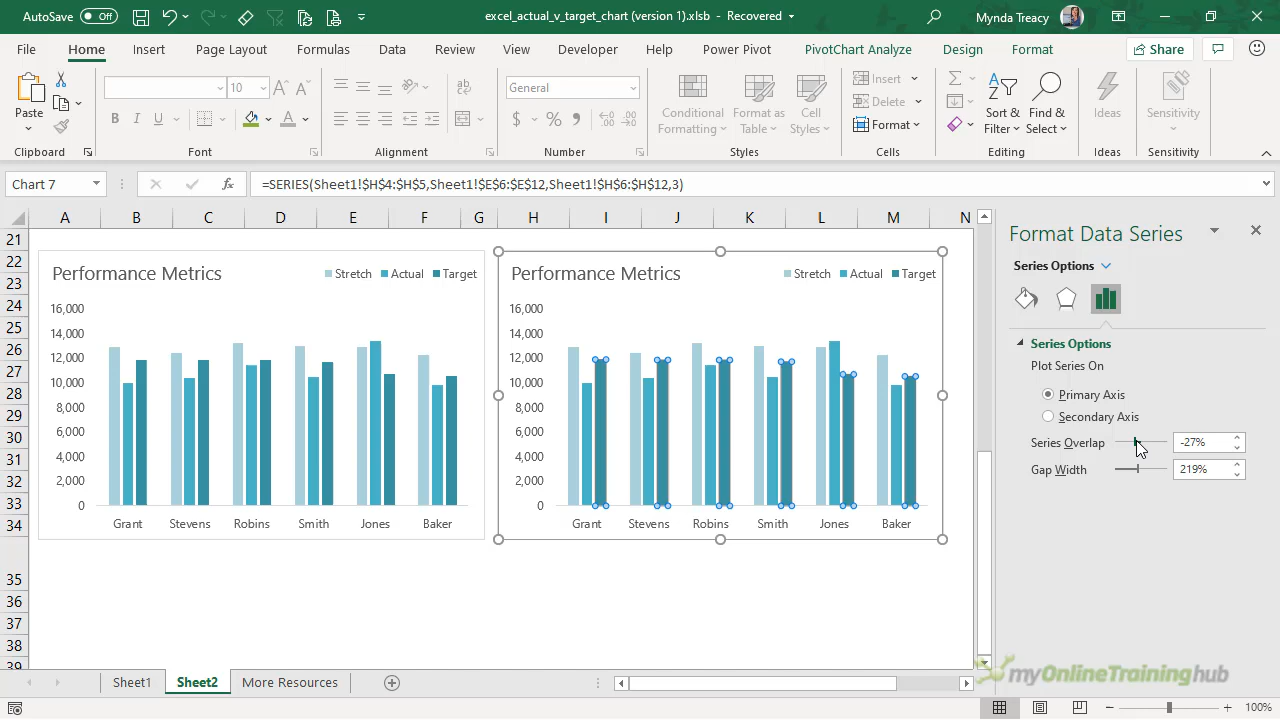 AutoSave Off excel_actual_v_target_chart (version 1).xlsb - Recovered Mynda Treacy
File Home Insert Page Layout Formulas Data Review View Developer Help Power Pivot PivotChart Analyze Design Format Share
Paste
10
General
Conditional Formatting
Format as Table
Cell Styles
Insert
Delete
Format
Sort & Filter
Find & Select
Ideas
Sensitivity
Clipboard Font Alignment Number Styles Cells Editing Ideas Sensitivity
Chart 7 fx =SERIES(Sheet1!$H$4:$H$5,Sheet1!$E$6:$E$12,Sheet1!$H$6:$H$12,3)
A B C D E F G H I J K L M N
21
22
23
24
25
26
27
28
29
30
31
32
33
34
35
36
37
38
39
Performance Metrics Stretch Actual Target
16,000
14,000
12,000
10,000
8,000
6,000
4,000
2,000
0
Grant Stevens Robins Smith Jones Baker
Performance Metrics Stretch Actual Target
16,000
14,000
12,000
10,000
8,000
6,000
4,000
2,000
0
Grant Stevens Robins Smith Jones Baker
Format Data Series
Series Options
Series Options
Plot Series On
Primary Axis
Secondary Axis
Series Overlap -27%
Gap Width 219%
Sheet1 Sheet2 More Resources
myOnlineTraininghub
100%